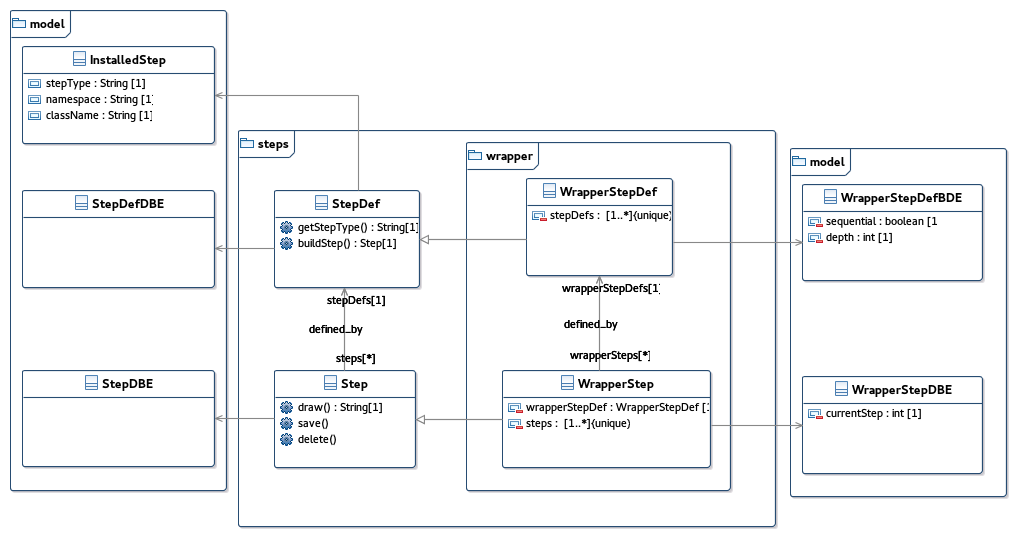 model
InstalledStep
stepType : String [1]
namespace : String [1]
className : String [1]
StepDefDBE
StepDBE
steps
StepDef
getStepType() : String[1]
buildStep() : Step[1]
stepDefs[1]
defined_by
steps[*]
Step
draw() : String[1]
save()
delete()
wrapper
WrapperStepDef
stepDefs : [1..*]{unique)
wrapperStepDefs[1]
defined_by
wrapperSteps[*]
WrapperStep
wrapperStepDef : WrapperStepDef [1
steps : [1..*]{unique)
model
WrapperStepDefBDE
sequential : boolean [1
depth : int [1]
WrapperStepDBE
currentStep : int [1]